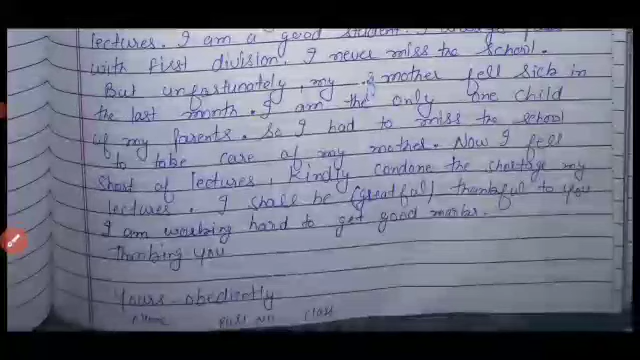 lectures. I am a good student. I always pass
with first division. I never miss the school.
But unfortunately, my mother fell sick in
the last month. I am the only one child
of my parents. So I had to miss the school
to take care of my mother. Now I fell
short of lectures, Kindly condone the shortage my
lectures. I shall be (greatful) thankful to you
I am working hard to get good marks.
Thanking you
Yours obediently
Name Roll No Class